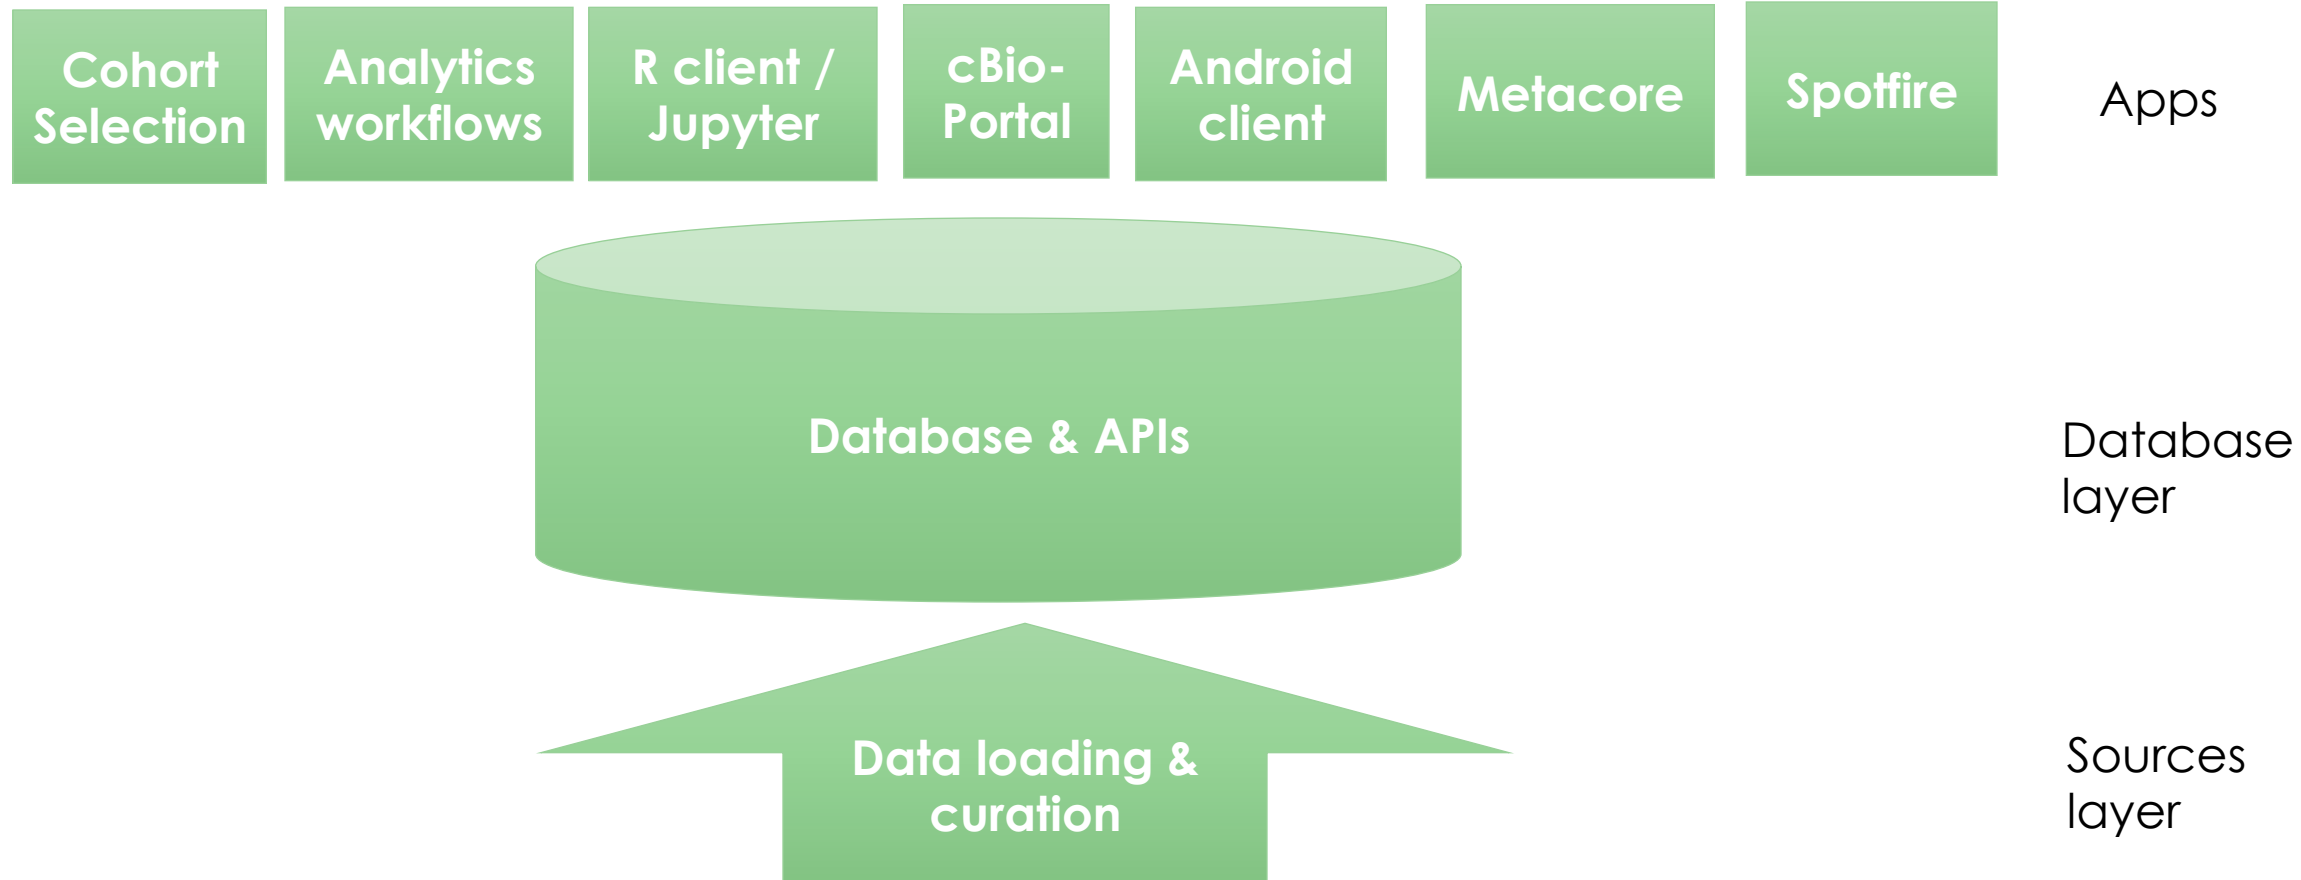 Cohort
Selection
Analytics
workflows
R client /
Jupyter
cBio-
Portal
Android
client
Metacore
Spotfire
Apps
Database & APIs
Database
layer
Data loading &
curation
Sources
layer